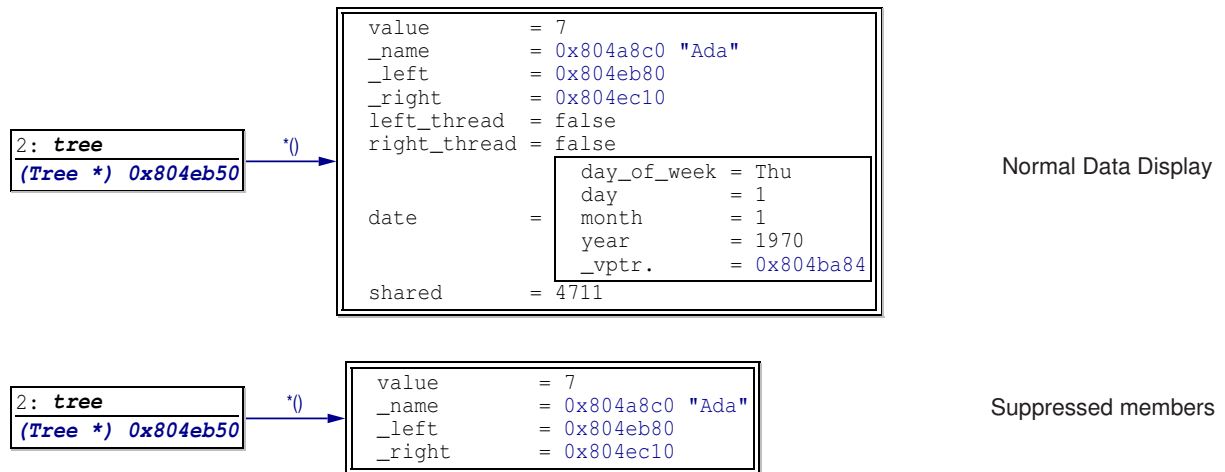 value = 7
_name = 0x804a8c0 "Ada"
_left = 0x804eb80
_right = 0x804ec10
left_thread = false
right_thread = false
2: tree
(Tree *) 0x804eb50
*()
day_of_week = Thu
day = 1
date = month = 1
year = 1970
_vptr. = 0x804ba84
shared = 4711
Normal Data Display
2: tree
(Tree *) 0x804eb50
*()
value = 7
_name = 0x804a8c0 "Ada"
_left = 0x804eb80
_right = 0x804ec10
Suppressed members